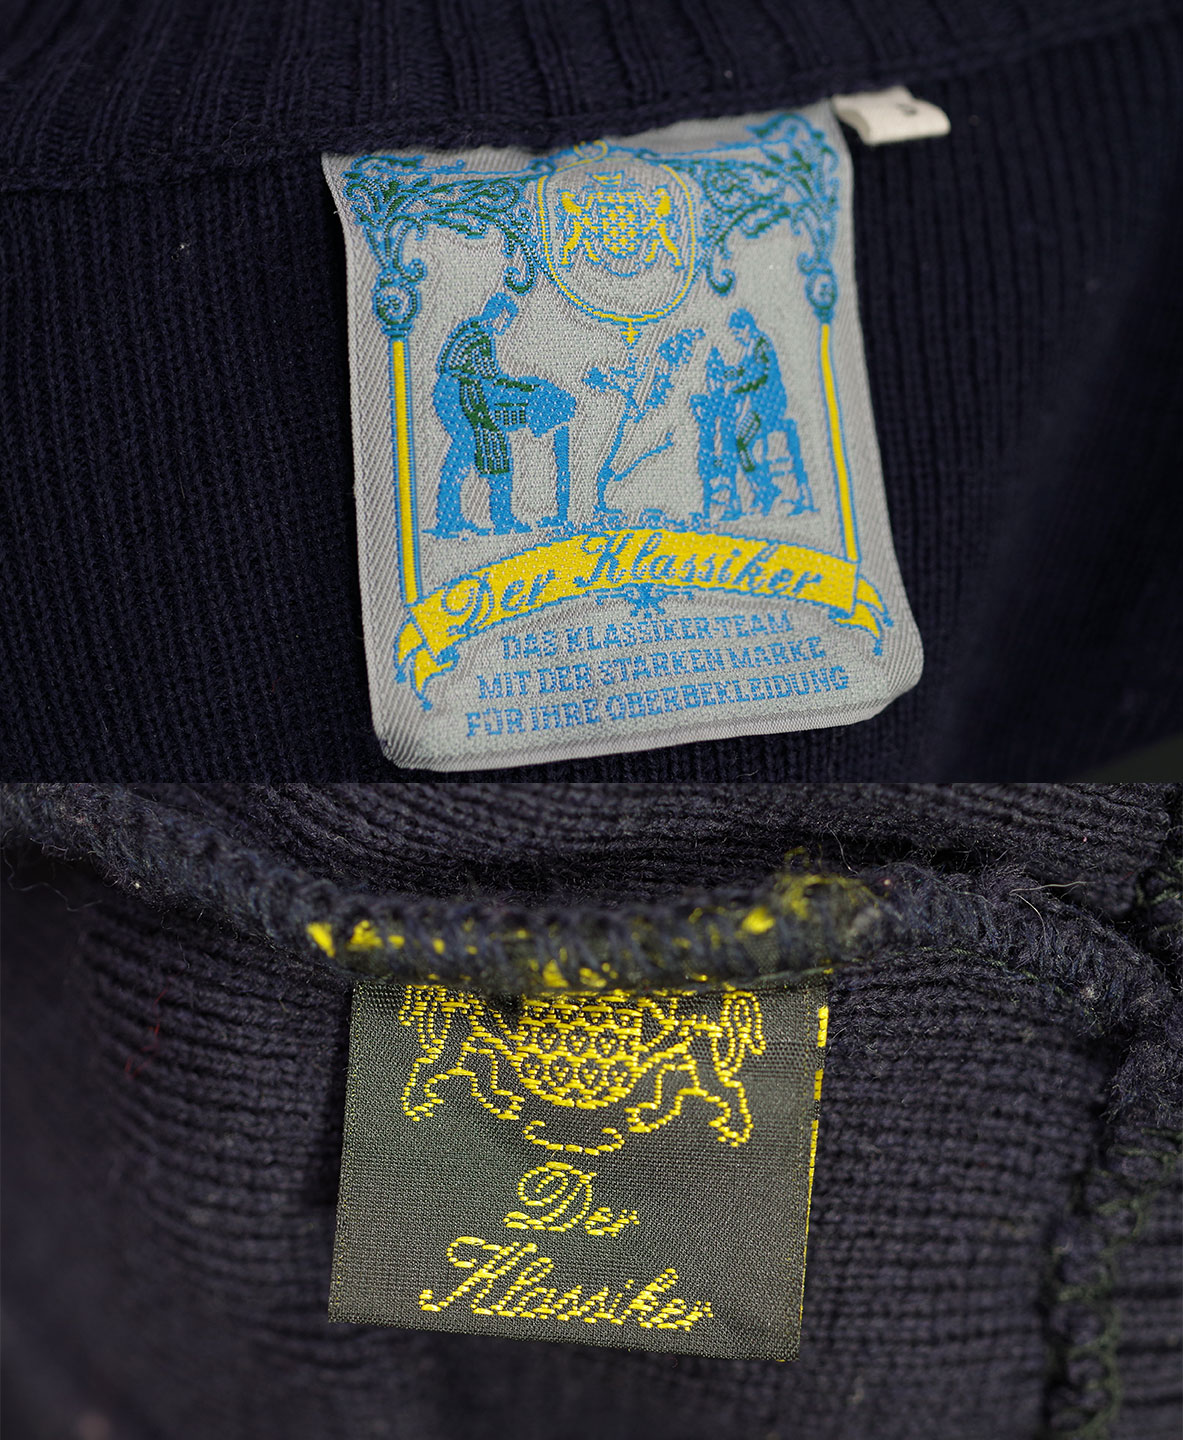 Der Klassiker
DAS KLASSIKER-TEAM
MIT DER STARKEN MARKE
FÜR IHRE OBERBEKLEIDUNG
Der
Klassiker